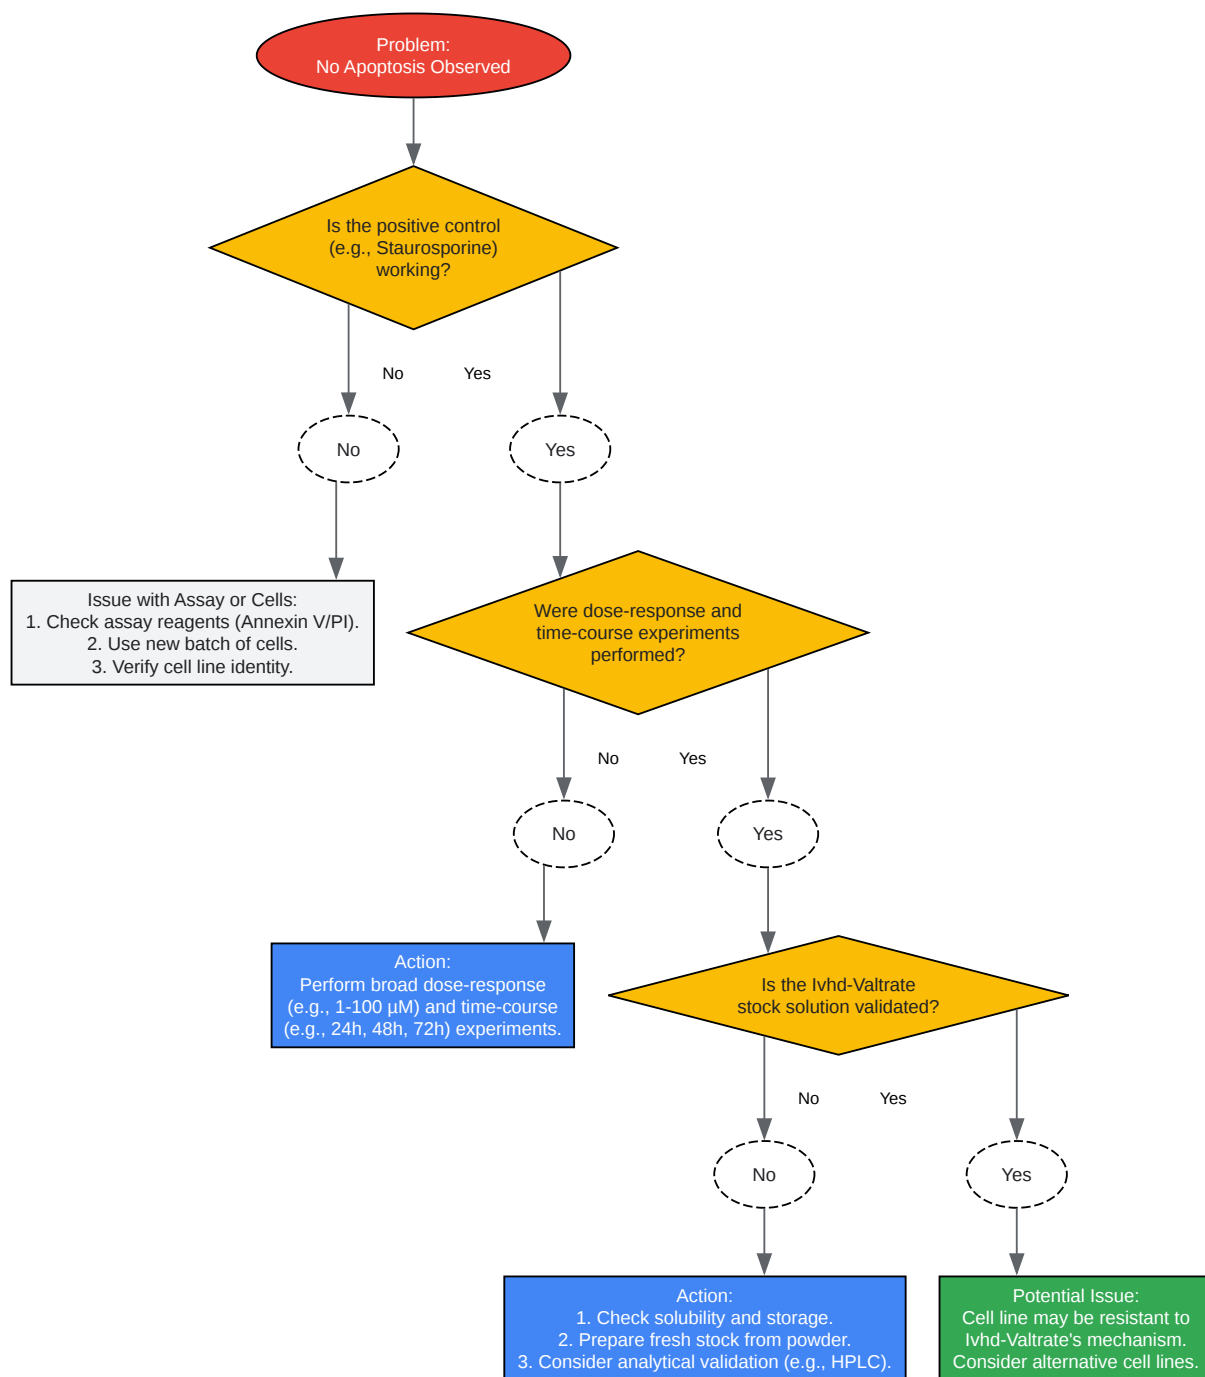 Problem:
No Apoptosis Observed
Is the positive control
(e.g., Staurosporine)
working?
No
Yes
No
Yes
Issue with Assay or Cells:
1. Check assay reagents (Annexin V/PI).
2. Use new batch of cells.
3. Verify cell line identity.
Were dose-response and
time-course experiments
performed?
No
Yes
No
Yes
Action:
Perform broad dose-response
(e.g., 1-100 µM) and time-course
(e.g., 24h, 48h, 72h) experiments.
Is the Ivhd-Valtrate
stock solution validated?
No
Yes
No
Yes
Action:
1. Check solubility and storage.
2. Prepare fresh stock from powder.
3. Consider analytical validation (e.g., HPLC).
Potential Issue:
Cell line may be resistant to
Ivhd-Valtrate's mechanism.
Consider alternative cell lines.